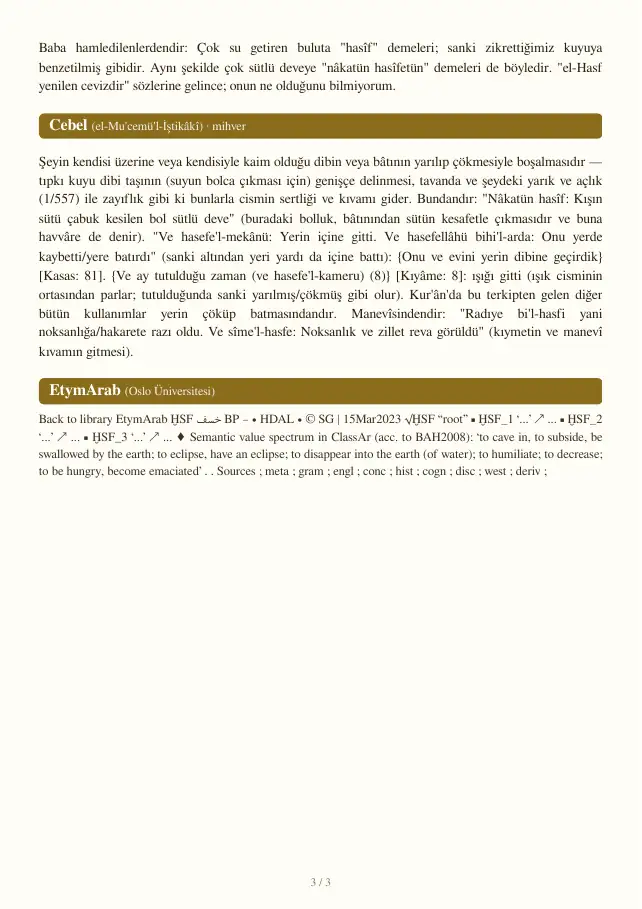 Baba hamledilenlerdendir: Çok su getiren buluta "hasîf" demeleri; sanki zikrettiğimiz kuyuya
benzetilmiş gibidir. Aynı şekilde çok sütlü deveye "nâkatün hasîfetün" demeleri de böyledir. "el-Hasf
yenilen cevizdir" sözlerine gelince; onun ne olduğunu bilmiyorum.
Cebel (el-Mu'cemü'l-İştikâkî) · mihver
Şeyin kendisi üzerine veya kendisiyle kaim olduğu dibin veya bâtının yarılıp çökmesiyle boşalmasıdır —
tıpkı kuyu dibi taşının (suyun bolca çıkması için) genişçe delinmesi, tavanda ve şeydeki yarık ve açlık
(1/557) ile zayıflık gibi ki bunlarla cismin sertliği ve kıvamı gider. Bundandır: "Nâkatün hasîf: Kışın
sütü çabuk kesilen bol sütlü deve" (buradaki bolluk, bâtınından sütün kesafetle çıkmasıdır ve buna
havvâre de denir). "Ve hasefe'l-mekânü: Yerin içine gitti. Ve hasefellâhü bihi'l-arda: Onu yerde
kaybetti/yere batırdı" (sanki altından yeri yardı da içine battı): {Onu ve evini yerin dibine geçirdik}
[Kasas: 81]. {Ve ay tutulduğu zaman (ve hasefe'l-kameru) (8)} [Kıyâme: 8]: ışığı gitti (ışık cisminin
ortasından parlar; tutulduğunda sanki yarılmış/çökmüş gibi olur). Kur'ân'da bu terkipten gelen diğer
bütün kullanımlar yerin çöküp batmasındandır. Manevîsindendir: "Radıye bi'l-hasfi yani
noksanlığa/hakarete razı oldu. Ve sîme'l-hasfe: Noksanlık ve zillet reva görüldü" (kıymetin ve manevî
kıvamın gitmesi).
EtymArab (Oslo Üniversitesi)
Back to library EtymArab ḪSF خسف BP – • HDAL • © SG | 15Mar2023 √ḪSF “root” ▪ ḪSF_1 ‘...’ ↗ ... ▪ ḪSF_2
‘...’ ↗ ... ▪ ḪSF_3 ‘...’ ↗ ... ♦ Semantic value spectrum in ClassAr (acc. to BAH2008): ‘to cave in, to subside, be
swallowed by the earth; to eclipse, have an eclipse; to disappear into the earth (of water); to humiliate; to decrease;
to be hungry, become emaciated’ . . Sources ; meta ; gram ; engl ; conc ; hist ; cogn ; disc ; west ; deriv ;
3 / 3